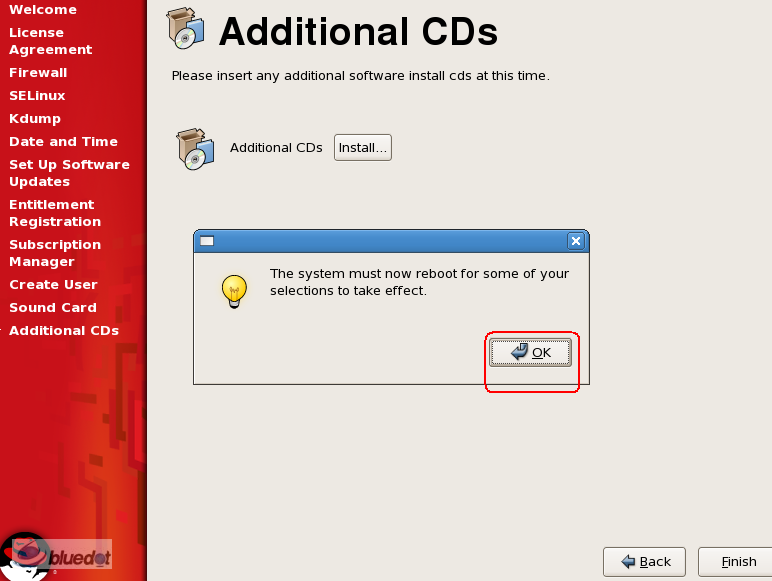 Welcome
License
Agreement
Firewall
SELinux
Kdump
Date and Time
Set Up Software
Updates
Entitlement
Registration
Subscription
Manager
Create User
Sound Card
Additional CDs
bluedot
Additional CDs
Please insert any additional software install cds at this time.
Additional CDs
Install...
The system must now reboot for some of your
selections to take effect.
OK
Back
Finish